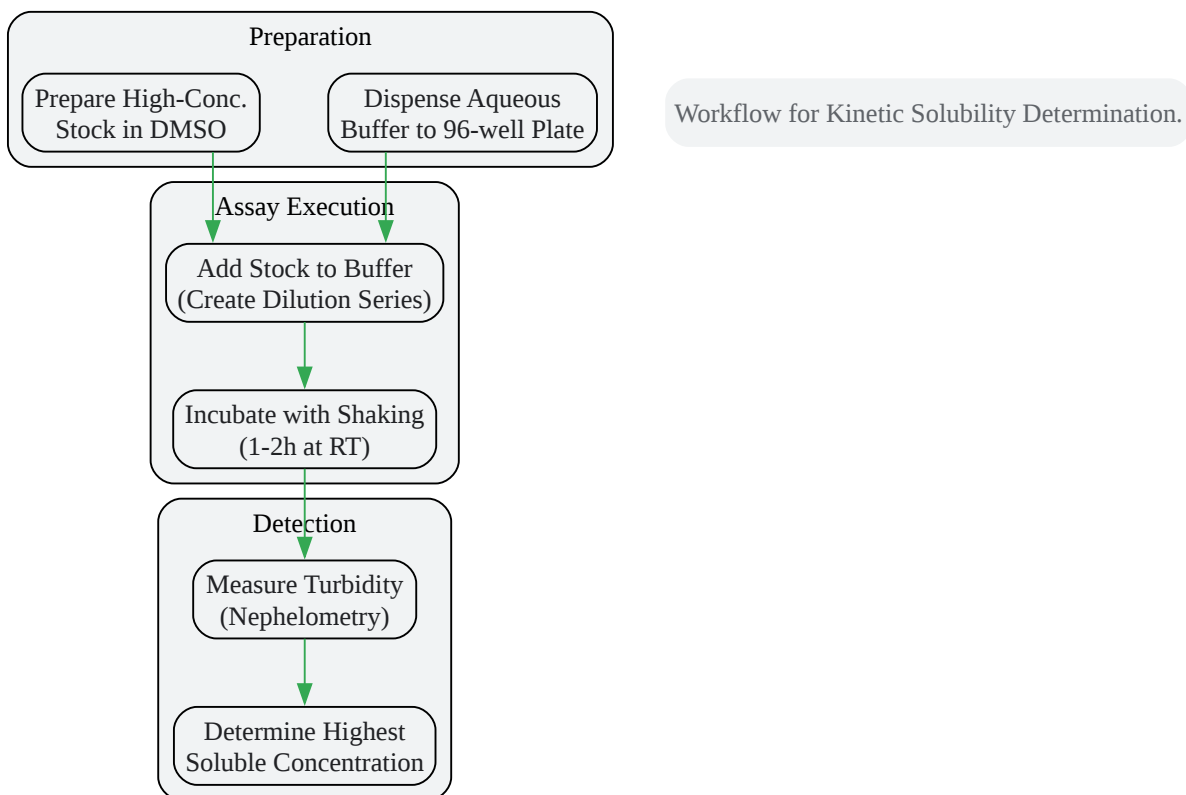 Preparation
Prepare High-Conc.
Stock in DMSO
Dispense Aqueous
Buffer to 96-well Plate
Workflow for Kinetic Solubility Determination.
Assay Execution
Add Stock to Buffer
(Create Dilution Series)
Incubate with Shaking
(1-2h at RT)
Detection
Measure Turbidity
(Nephelometry)
Determine Highest
Soluble Concentration